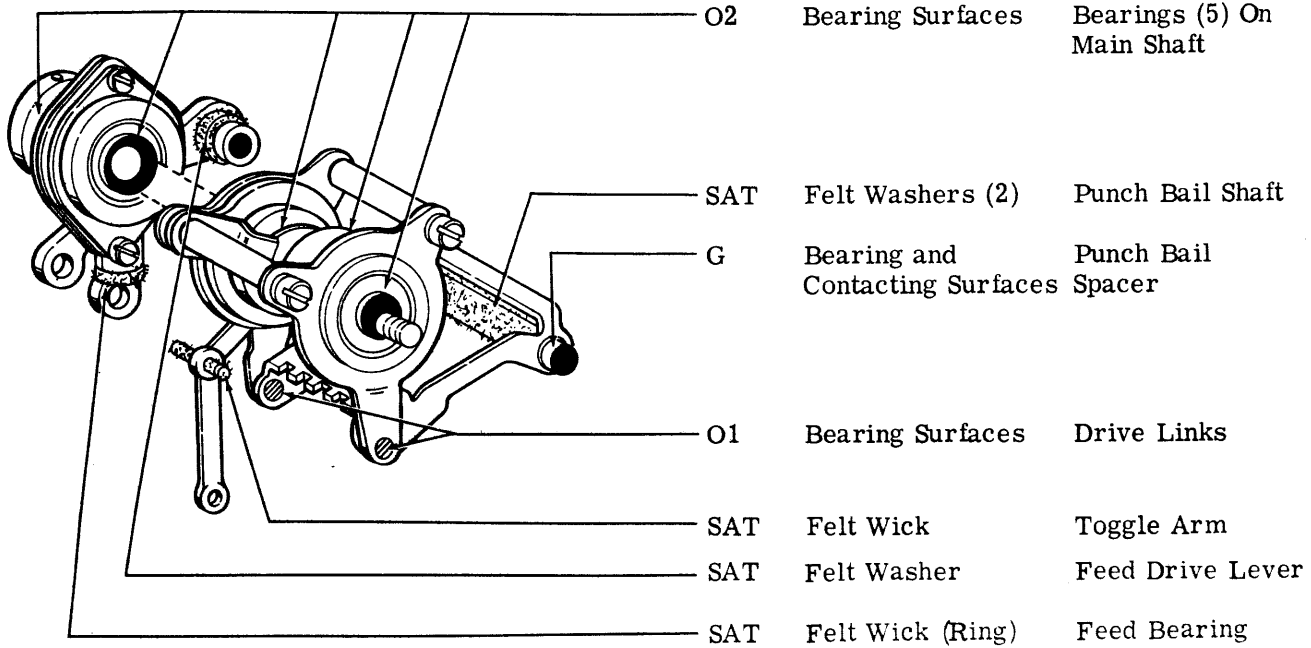 O2 Bearing Surfaces Bearings (5) On
Main Shaft
SAT Felt Washers (2) Punch Bail Shaft
G Bearing and Punch Bail
Contacting Surfaces Spacer
O1 Bearing Surfaces Drive Links
SAT Felt Wick Toggle Arm
SAT Felt Washer Feed Drive Lever
SAT Felt Wick (Ring) Feed Bearing